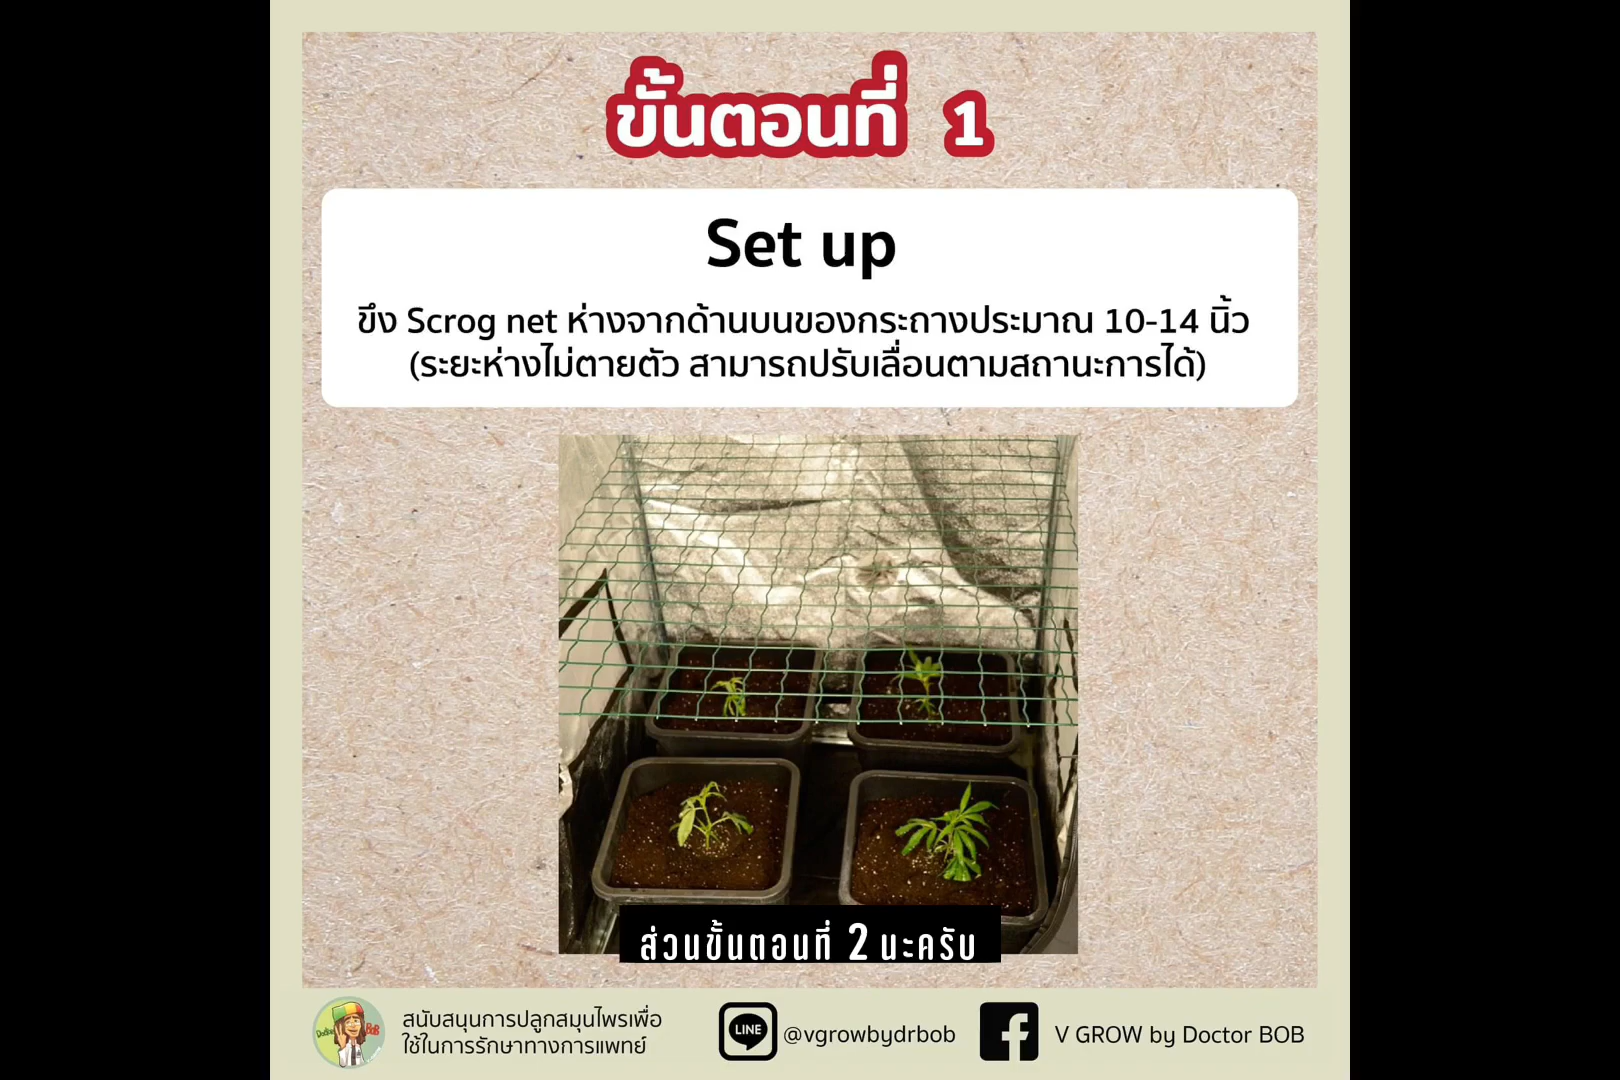 ขั้นตอนที่ 1
Set up
ขึง Scrog net ห่างจากด้านบนของกระถางประมาณ 10-14 นิ้ว
(ระยะห่างไม่ตายตัว สามารถปรับเลื่อนตามสถานะการได้)
ส่วนขั้นตอนที่ 2 นะครับ
สนับสนุนการปลูกสมุนไพรเพื่อ
ใช้ในการรักษาทางการแพทย์
LINE
@vgrowbydrbob
V GROW by Doctor BOB